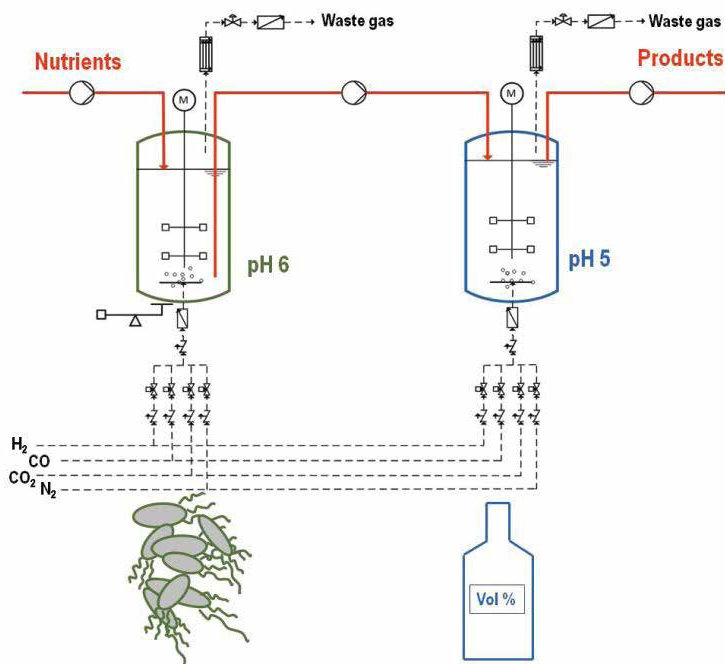 Waste gas
Waste gas
Nutrients
Products
M
M
pH 6
pH 5
H₂
CO
CO₂
N₂
Vol %